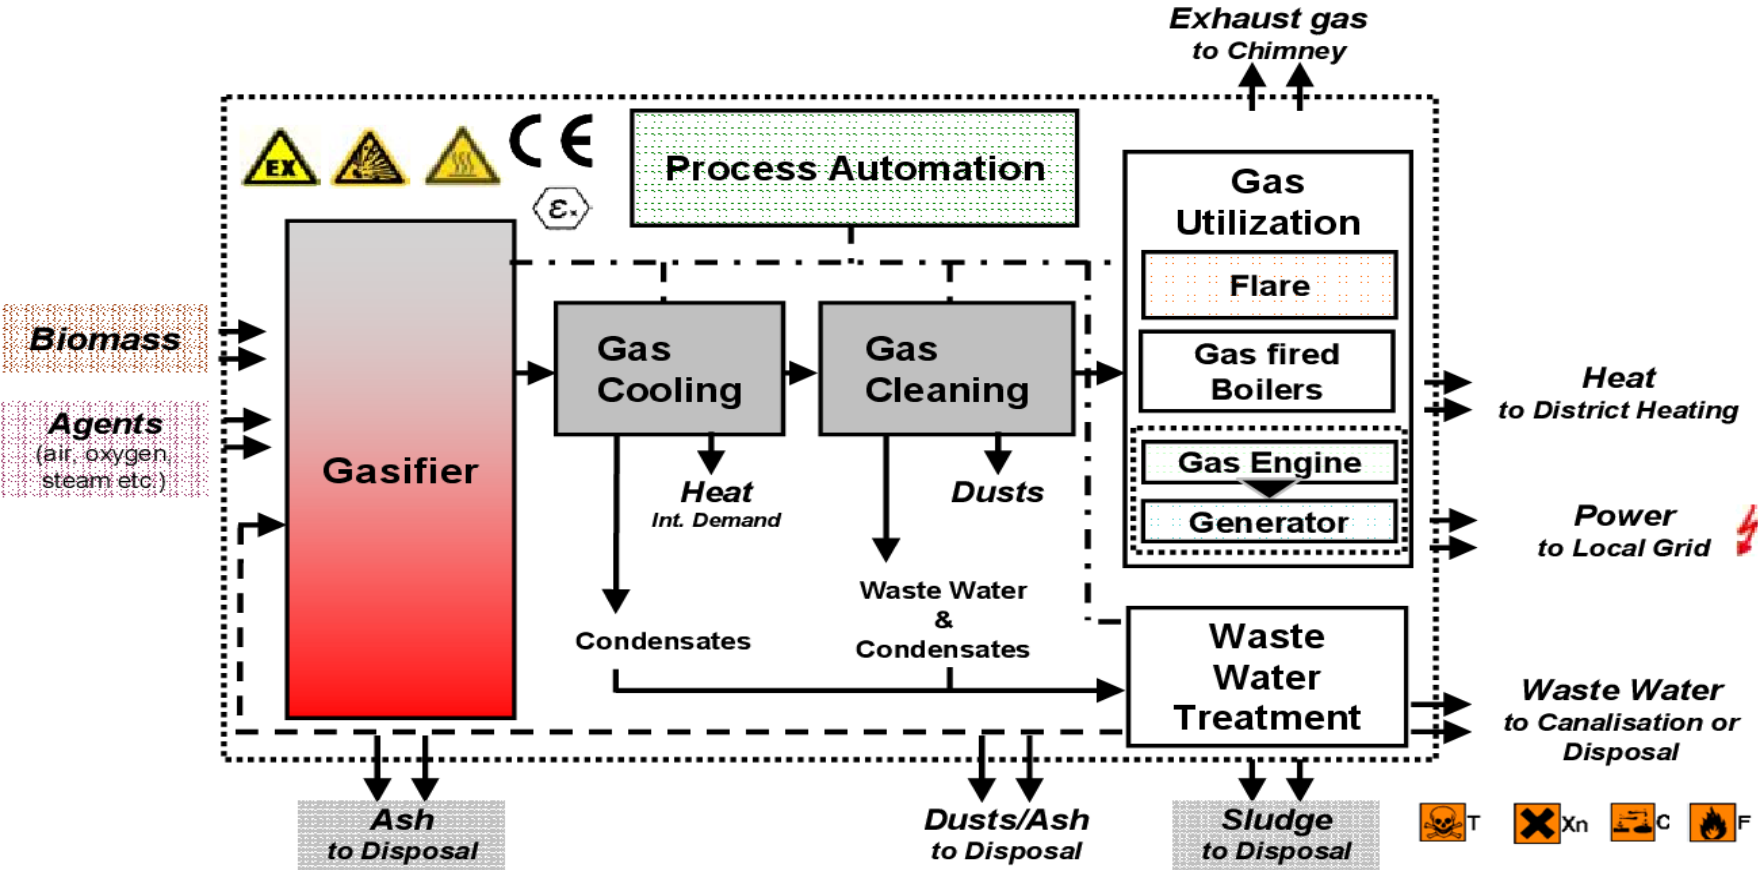 Exhaust gas
to Chimney
EX
CE
εx
Process Automation
Gas
Utilization
Flare
Gas fired
Boilers
Gas Engine
Generator
Biomass
Agents
(air, oxygen,
steam etc.)
Gasifier
Gas
Cooling
Gas
Cleaning
Heat
Int. Demand
Dusts
Condensates
Waste Water
&
Condensates
Waste
Water
Treatment
Heat
to District Heating
Power
to Local Grid
Waste Water
to Canalisation or
Disposal
Ash
to Disposal
Dusts/Ash
to Disposal
Sludge
to Disposal
T
Xn
C
F